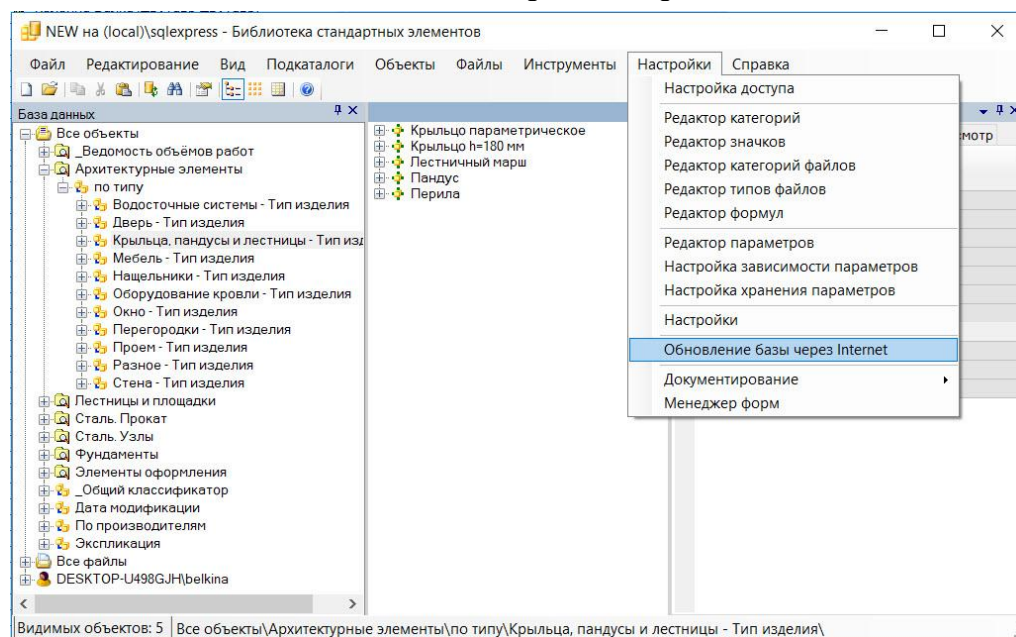 NEW на (local)\sqlexpress - Библиотека стандартных элементов
Файл Редактирование Вид Подкаталоги Объекты Файлы Инструменты Настройки Справка
База данных
Все объекты
_Ведомость объёмов работ
Архитектурные элементы
по типу
Водосточные системы - Тип изделия
Дверь - Тип изделия
Крыльца, пандусы и лестницы - Тип изд
Мебель - Тип изделия
Нащельники - Тип изделия
Оборудование кровли - Тип изделия
Окно - Тип изделия
Перегородки - Тип изделия
Проем - Тип изделия
Разное - Тип изделия
Стена - Тип изделия
Лестницы и площадки
Сталь. Прокат
Сталь. Узлы
Фундаменты
Элементы оформления
_Общий классификатор
Дата модификации
По производителям
Экспликация
Все файлы
DESKTOP-U498GJH\belkina
Крыльцо параметрическое
Крыльцо h=180 мм
Лестничный марш
Пандус
Перила
Настройка доступа
Редактор категорий
Редактор значков
Редактор категорий файлов
Редактор типов файлов
Редактор формул
Редактор параметров
Настройка зависимости параметров
Настройка хранения параметров
Настройки
Обновление базы через Internet
Документирование
Менеджер форм
мотр
Видимых объектов: 5 Все объекты\Архитектурные элементы\по типу\Крыльца, пандусы и лестницы - Тип изделия\